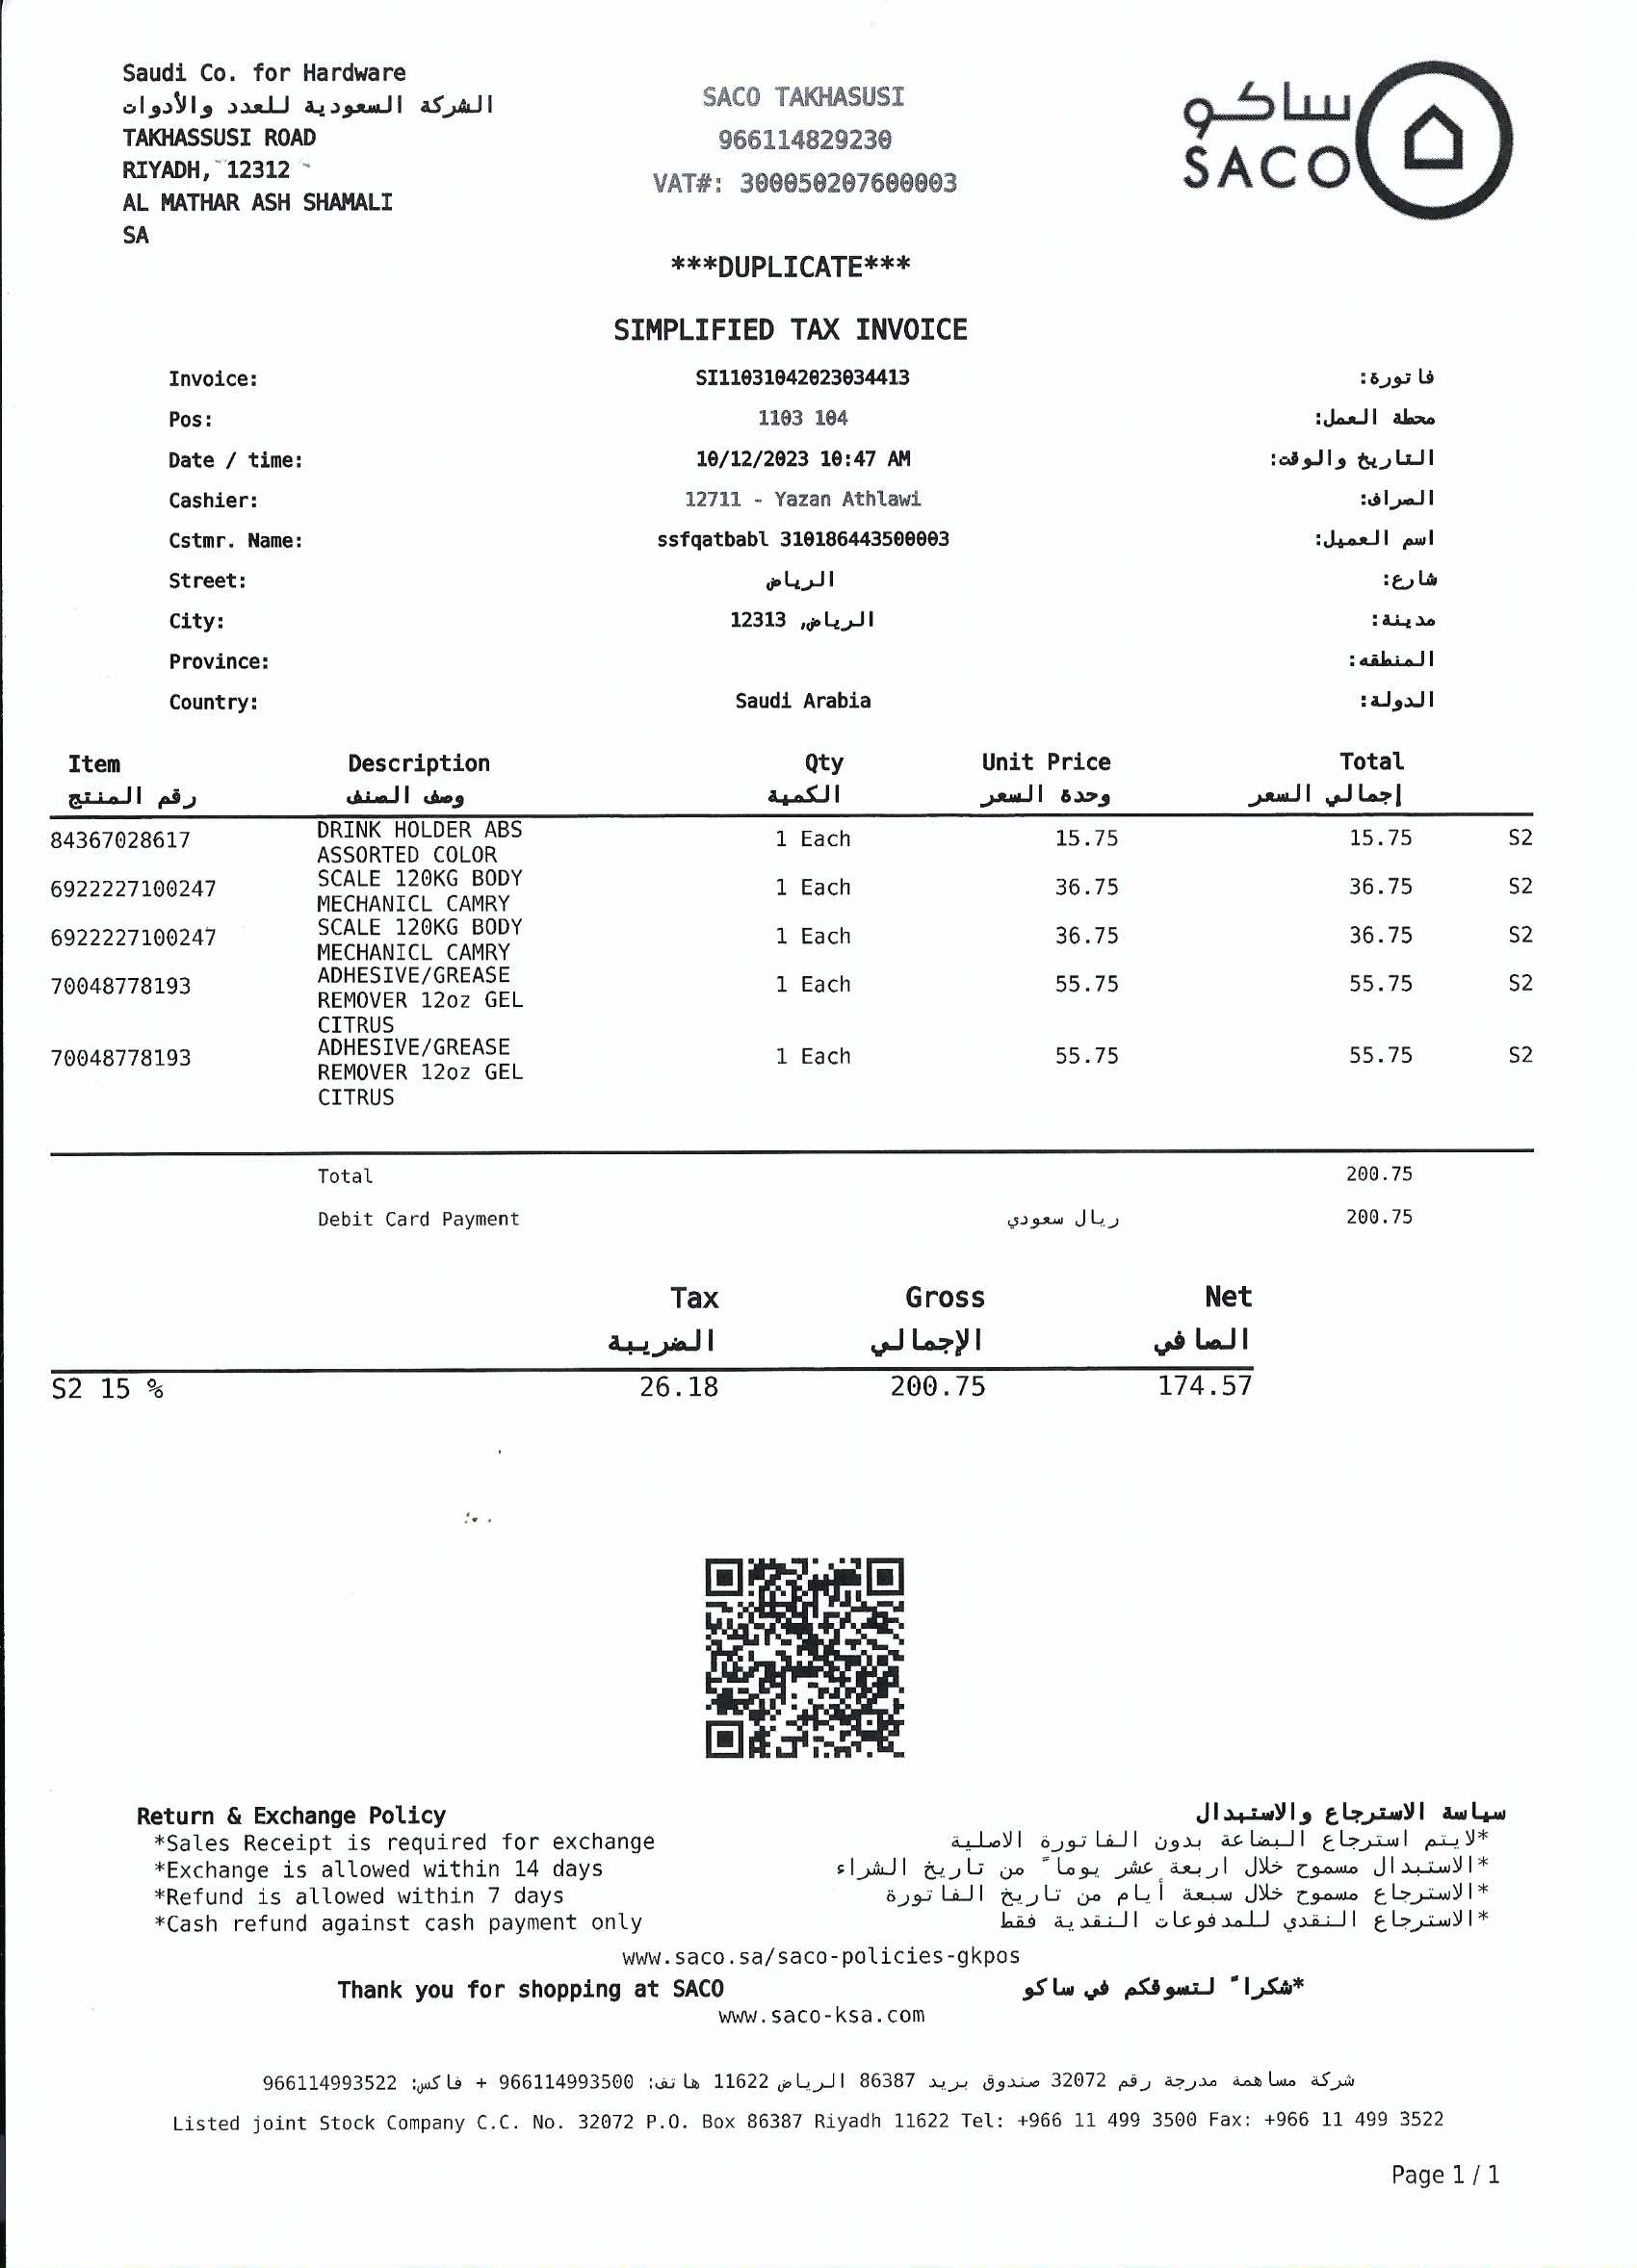 Saudi Co. for Hardware
الشركة السعودية للعدد والأدوات
TAKHASSUSI ROAD
RIYADH, 12312
AL MATHAR ASH SHAMALI
SA
SACO TAKHASUSI
966114829230
VAT#: 300050207600003
ساكو
SACO
***DUPLICATE***
SIMPLIFIED TAX INVOICE
Invoice: SI11031042023034413 فاتورة:
Pos: 1103 104 محطة العمل:
Date / time: 10/12/2023 10:47 AM التاريخ والوقت:
Cashier: 12711 - Yazan Athlawi الصراف:
Cstmr. Name: ssfqatbabl 310186443500003 اسم العميل:
Street: الرياض شارع:
City: الرياض, 12313 مدينة:
Province: المنطقه:
Country: Saudi Arabia الدولة:
Item Description Qty Unit Price Total
رقم المنتج وصف الصنف الكمية وحدة السعر إجمالي السعر
84367028617 DRINK HOLDER ABS 1 Each 15.75 15.75 S2
ASSORTED COLOR
6922227100247 SCALE 120KG BODY 1 Each 36.75 36.75 S2
MECHANICL CAMRY
6922227100247 SCALE 120KG BODY 1 Each 36.75 36.75 S2
MECHANICL CAMRY
70048778193 ADHESIVE/GREASE 1 Each 55.75 55.75 S2
REMOVER 12oz GEL
CITRUS
70048778193 ADHESIVE/GREASE 1 Each 55.75 55.75 S2
REMOVER 12oz GEL
CITRUS
Total 200.75
Debit Card Payment ريال سعودي 200.75
Tax Gross Net
الضريبة الإجمالي الصافي
S2 15 % 26.18 200.75 174.57
Return & Exchange Policy
*Sales Receipt is required for exchange
*Exchange is allowed within 14 days
*Refund is allowed within 7 days
*Cash refund against cash payment only
سياسة الاسترجاع والاستبدال
*لايتم استرجاع البضاعة بدون الفاتورة الاصلية
*الاستبدال مسموح خلال اربعة عشر يوماً من تاريخ الشراء
*الاسترجاع مسموح خلال سبعة أيام من تاريخ الفاتورة
*الاسترجاع النقدي للمدفوعات النقدية فقط
www.saco.sa/saco-policies-gkpos
Thank you for shopping at SACO *شكراً لتسوقكم في ساكو
www.saco-ksa.com
شركة مساهمة مدرجة رقم 32072 صندوق بريد 86387 الرياض 11622 هاتف: 966114993500 + فاكس: 966114993522
Listed joint Stock Company C.C. No. 32072 P.O. Box 86387 Riyadh 11622 Tel: +966 11 499 3500 Fax: +966 11 499 3522
Page 1 / 1